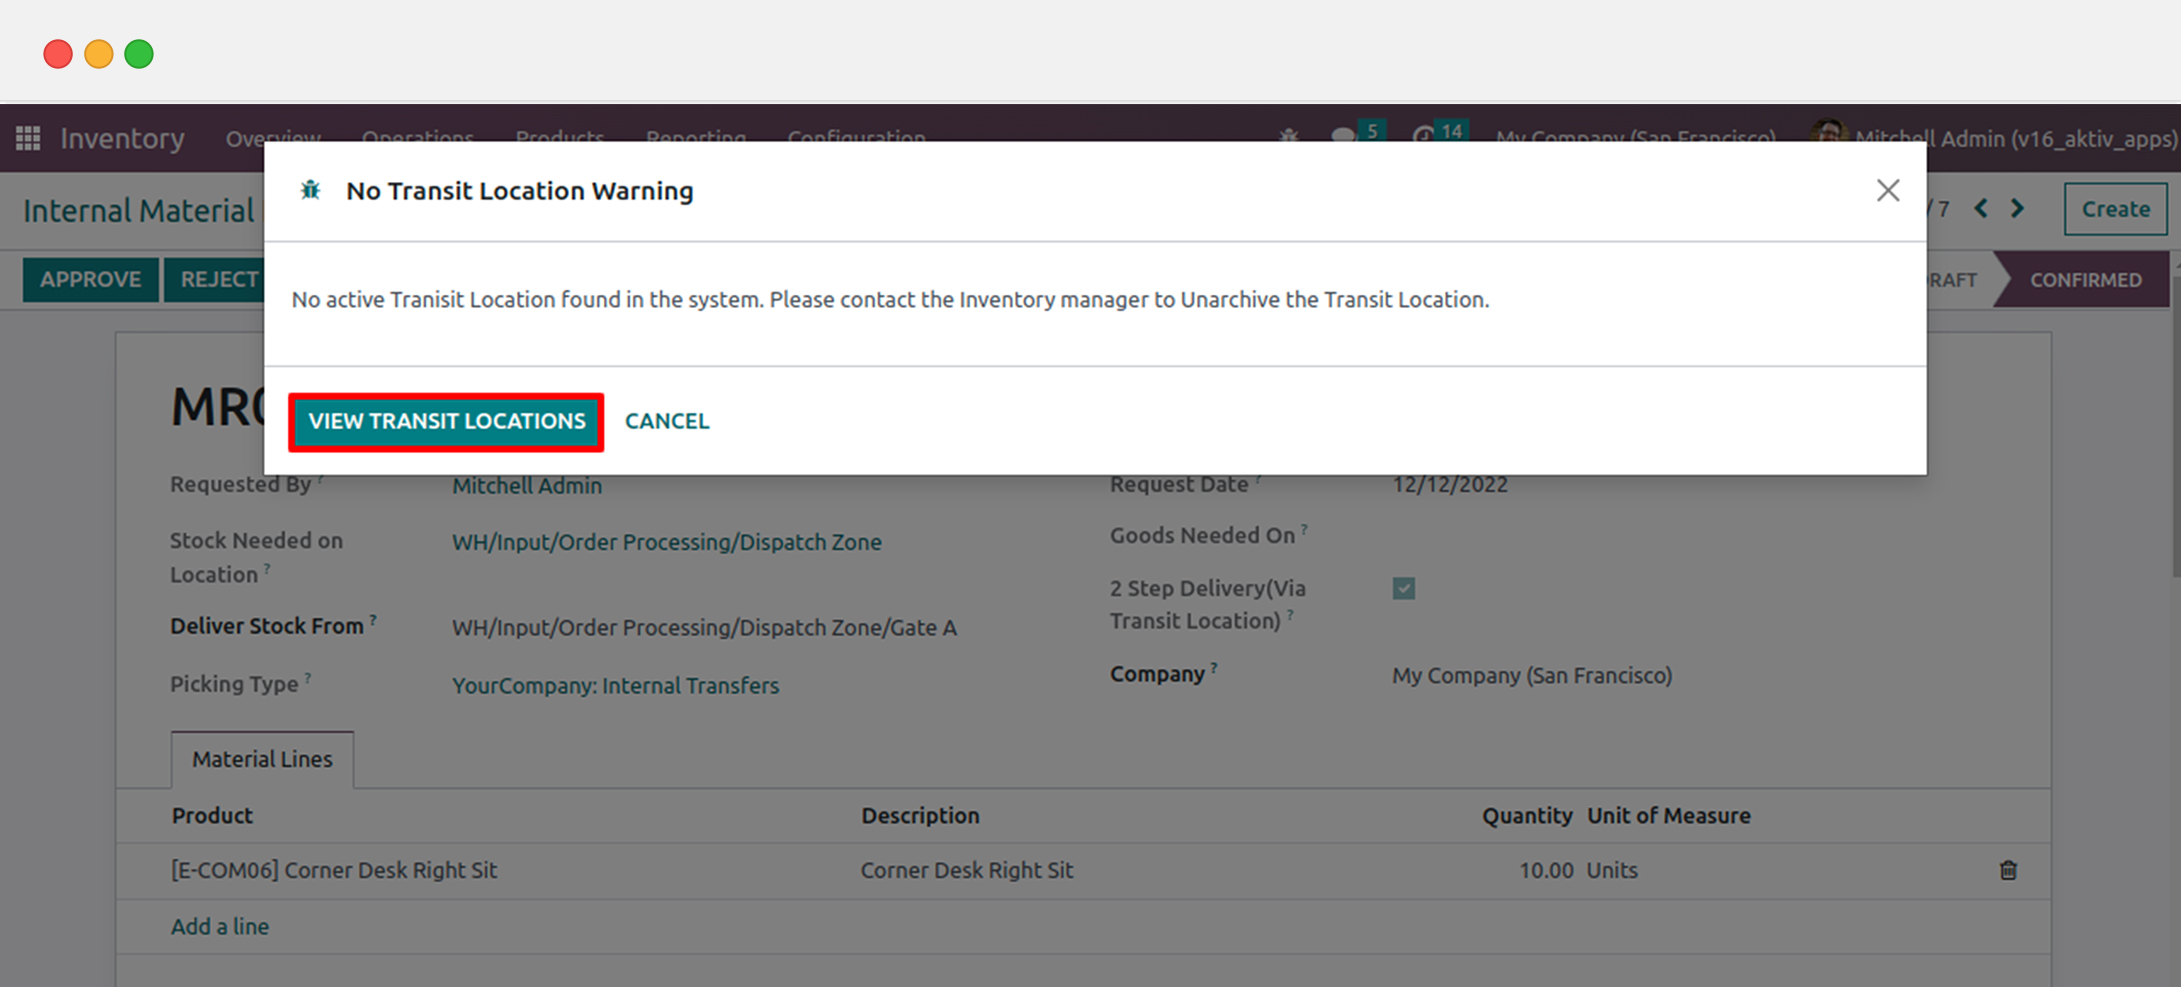 Inventory Overview Operations Products Reporting Configuration 5 14 My Company (San Francisco) Mitchell Admin (v16_aktiv_apps)
Internal Material
/ 7 Create
APPROVE REJECT
CONFIRMED
No Transit Location Warning
No active Tranisit Location found in the system. Please contact the Inventory manager to Unarchive the Transit Location.
VIEW TRANSIT LOCATIONS CANCEL
Requested By ? Mitchell Admin
Request Date ? 12/12/2022
Stock Needed on
Location ?
WH/Input/Order Processing/Dispatch Zone
Goods Needed On ?
2 Step Delivery(Via
Transit Location) ?
Deliver Stock From ? WH/Input/Order Processing/Dispatch Zone/Gate A
Company ? My Company (San Francisco)
Picking Type ? YourCompany: Internal Transfers
Material Lines
Product Description Quantity Unit of Measure
[E-COM06] Corner Desk Right Sit Corner Desk Right Sit 10.00 Units
Add a line